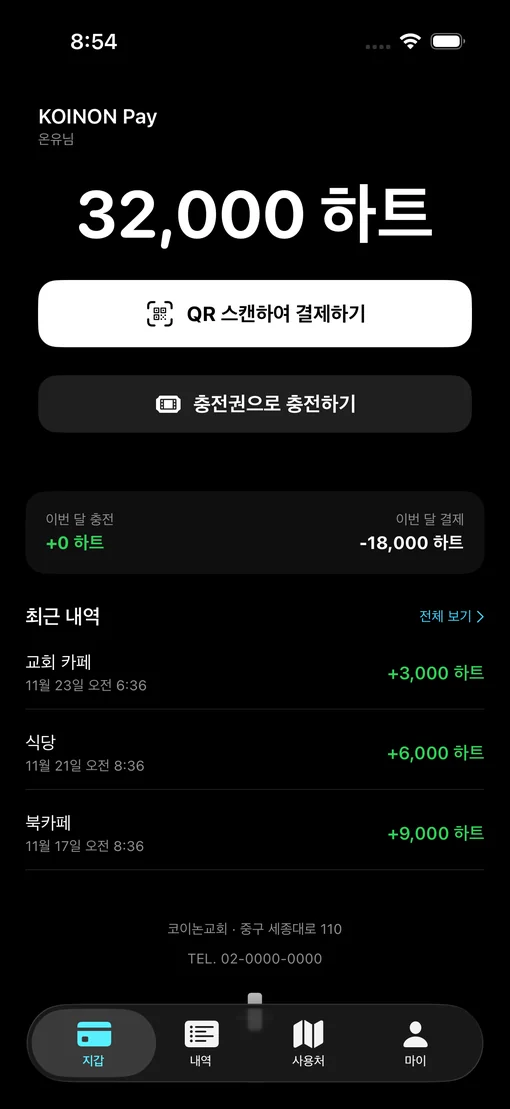 8:54
KOINON Pay
온유님
32,000 하트
QR 스캔하여 결제하기
충전권으로 충전하기
이번 달 충전
이번 달 결제
+0 하트
-18,000 하트
최근 내역
전체 보기
교회 카페
11월 23일 오전 6:36
+3,000 하트
식당
11월 21일 오전 8:36
+6,000 하트
북카페
11월 17일 오전 8:36
+9,000 하트
코이논교회 · 중구 세종대로 110
TEL. 02-0000-0000
지갑
내역
사용처
마이